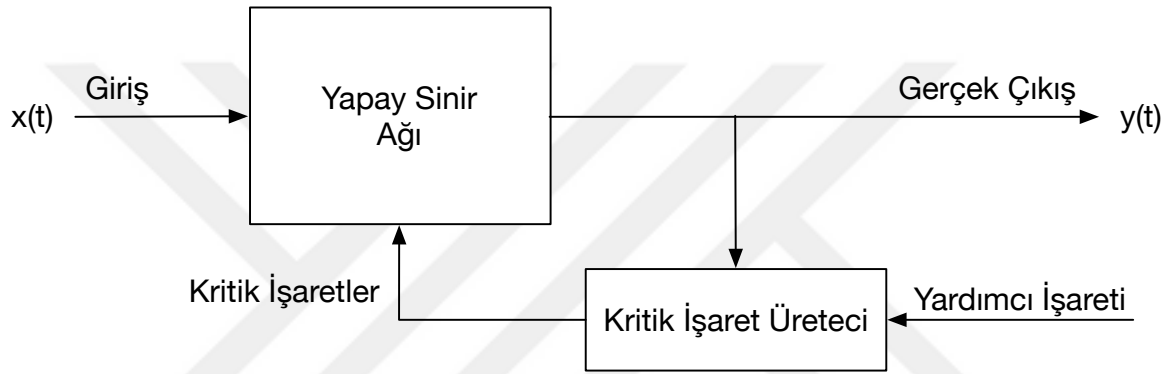 Giriş
x(t)
Yapay Sinir
Ağı
Gerçek Çıkış
y(t)
Kritik İşaretler
Kritik İşaret Üreteci
Yardımcı İşareti